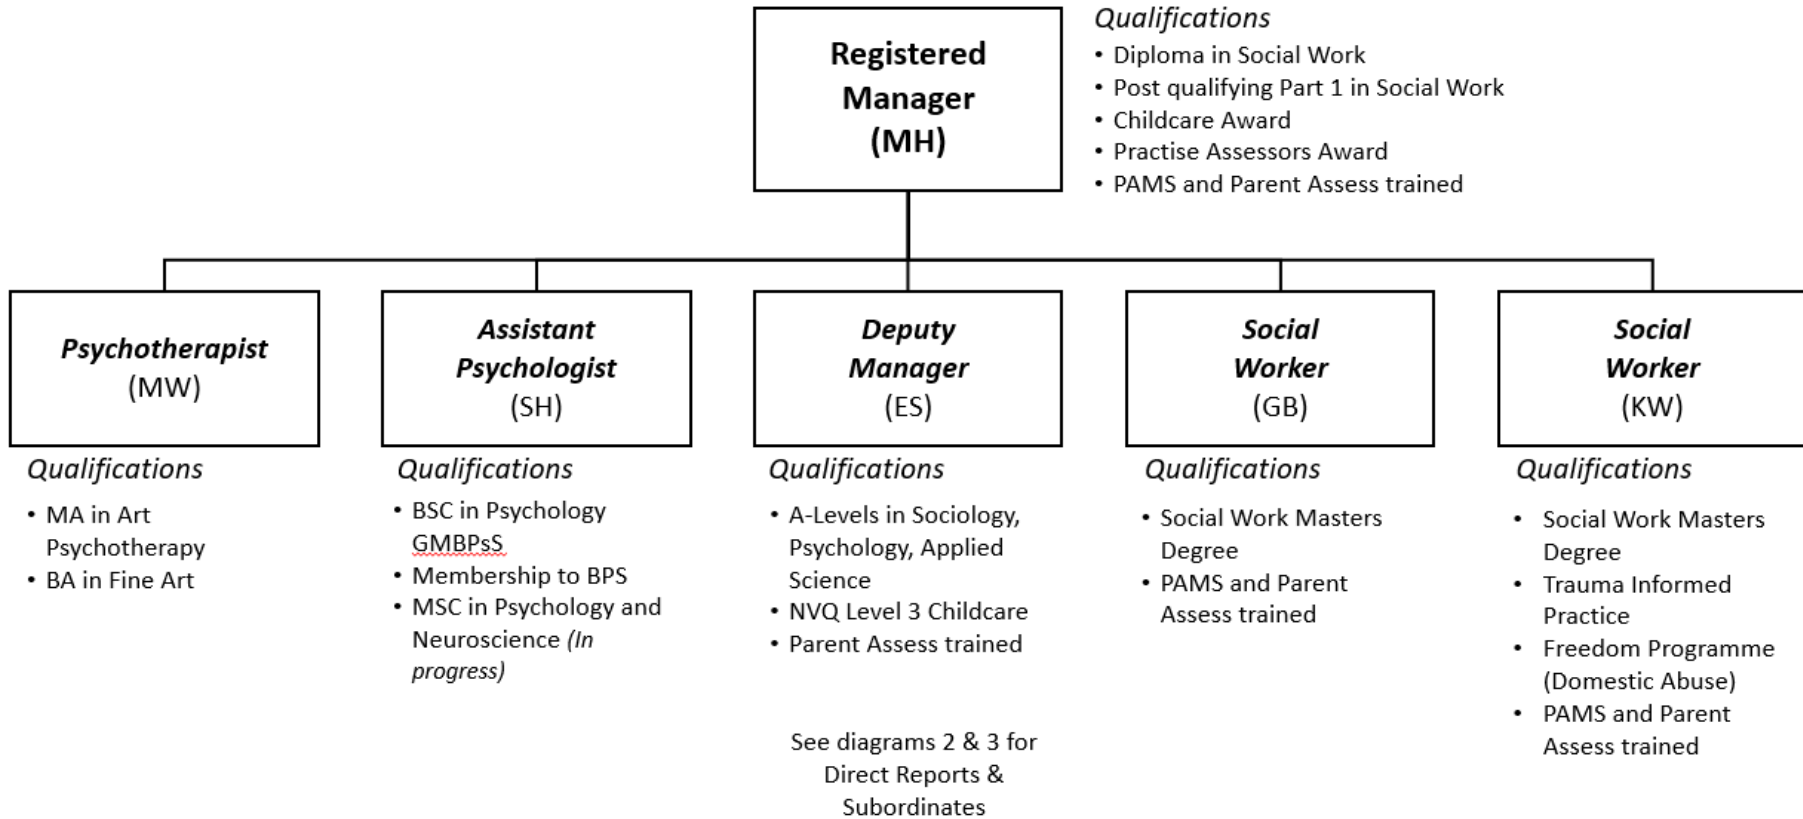 Registered
Manager
(MH)
Qualifications
• Diploma in Social Work
• Post qualifying Part 1 in Social Work
• Childcare Award
• Practise Assessors Award
• PAMS and Parent Assess trained
Psychotherapist
(MW)
Qualifications
• MA in Art
Psychotherapy
• BA in Fine Art
Assistant
Psychologist
(SH)
Qualifications
• BSC in Psychology
GMBPsS
• Membership to BPS
• MSC in Psychology and
Neuroscience (In
progress)
Deputy
Manager
(ES)
Qualifications
• A-Levels in Sociology,
Psychology, Applied
Science
• NVQ Level 3 Childcare
• Parent Assess trained
See diagrams 2 & 3 for
Direct Reports &
Subordinates
Social
Worker
(GB)
Qualifications
• Social Work Masters
Degree
• PAMS and Parent
Assess trained
Social
Worker
(KW)
Qualifications
• Social Work Masters
Degree
• Trauma Informed
Practice
• Freedom Programme
(Domestic Abuse)
• PAMS and Parent
Assess trained